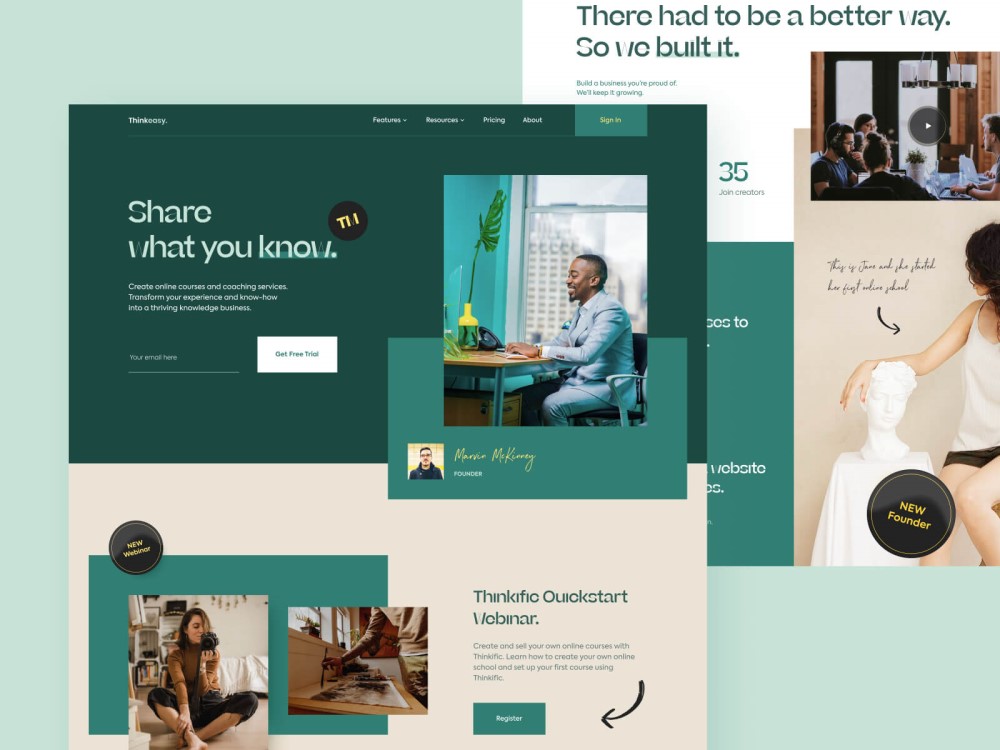 There had to be a better way.
So we built it.
Build a business you're proud of.
We'll keep it growing.
35
Join creators
"This is Jane and she started
her first online school
NEW
Founder
ses to
website
es.
Thinkeasy.
Features
Resources
Pricing
About
Sign In
Share
what you know.
TH
Create online courses and coaching services.
Transform your experience and know-how
into a thriving knowledge business.
Your email here
Get Free Trial
Marvin McKinney
FOUNDER
NEW
Webinar
Thinkific Quickstart
Webinar.
Create and sell your own online courses with
Thinkific. Learn how to create your own online
school and set up your first course using
Thinkific.
Register